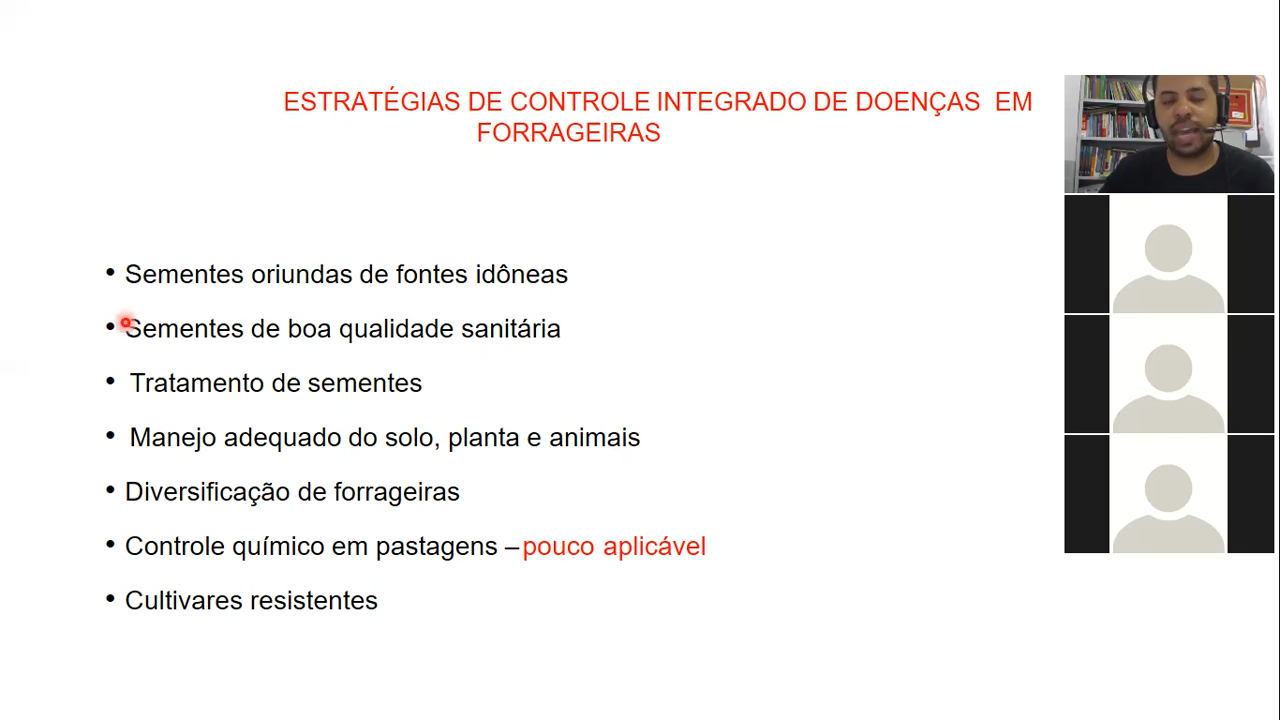 ESTRATÉGIAS DE CONTROLE INTEGRADO DE DOENÇAS EM
FORRAGEIRAS
• Sementes oriundas de fontes idôneas
• Sementes de boa qualidade sanitária
• Tratamento de sementes
• Manejo adequado do solo, planta e animais
• Diversificação de forrageiras
• Controle químico em pastagens – pouco aplicável
• Cultivares resistentes